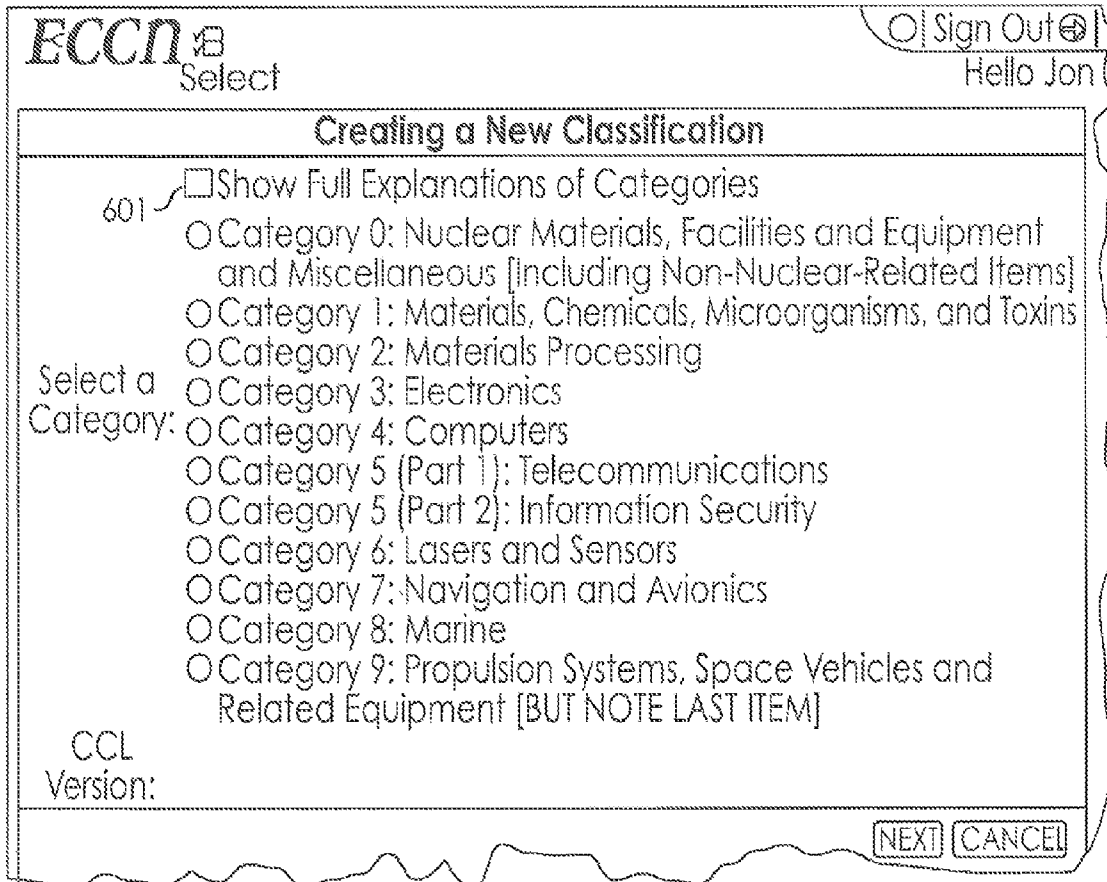 ECCN
Select
Sign Out
Hello Jon
Creating a New Classification
601
Show Full Explanations of Categories
Category 0: Nuclear Materials, Facilities and Equipment
and Miscellaneous [Including Non-Nuclear-Related Items]
Category 1: Materials, Chemicals, Microorganisms, and Toxins
Category 2: Materials Processing
Select a
Category:
Category 3: Electronics
Category 4: Computers
Category 5 (Part 1): Telecommunications
Category 5 (Part 2): Information Security
Category 6: Lasers and Sensors
Category 7: Navigation and Avionics
Category 8: Marine
Category 9: Propulsion Systems, Space Vehicles and
Related Equipment [BUT NOTE LAST ITEM]
CCL
Version:
NEXT CANCEL